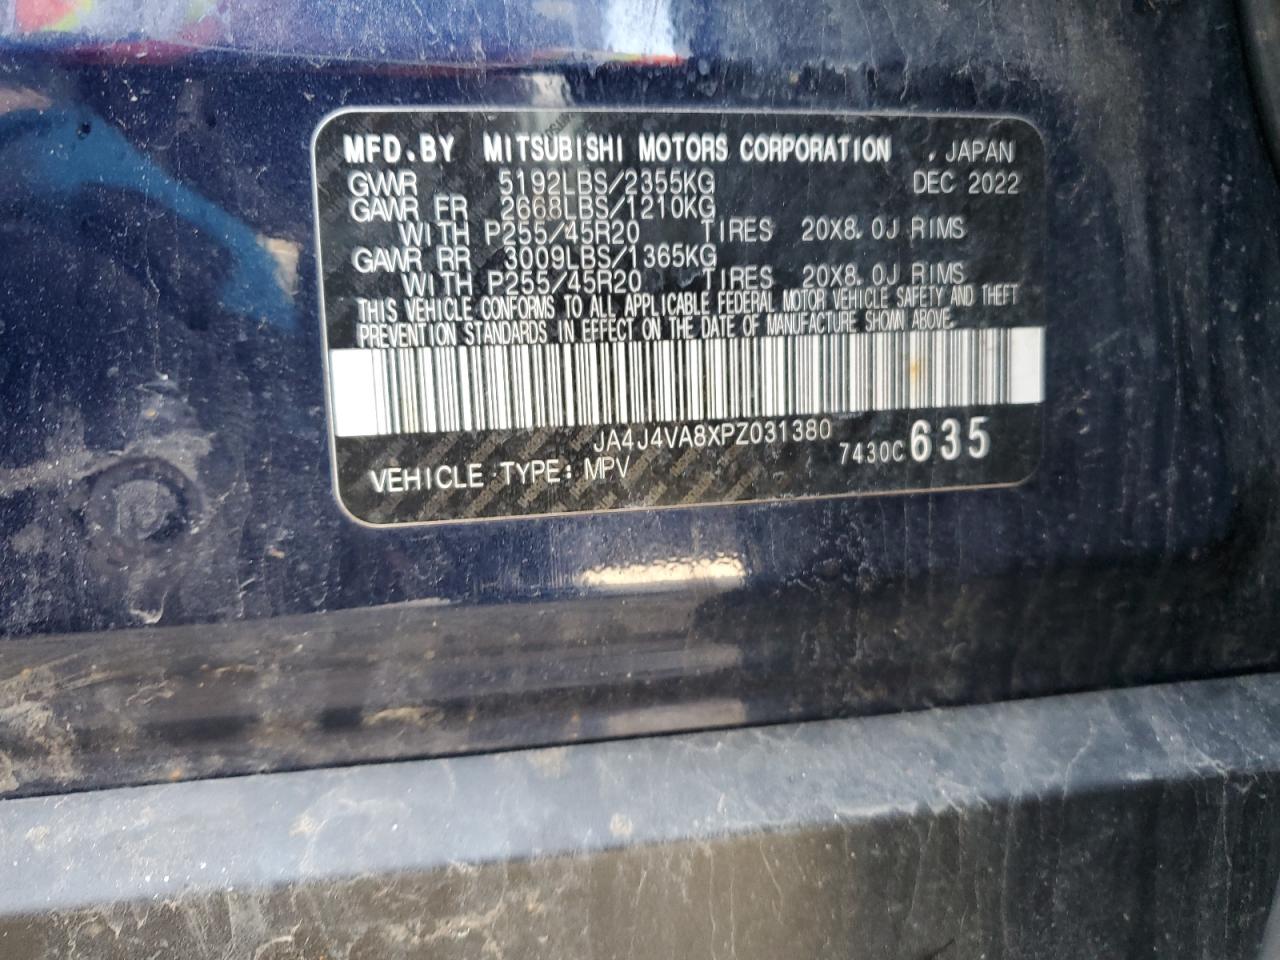 MFD.BY MITSUBISHI MOTORS CORPORATION , JAPAN
GVWR 5192LBS/2355KG DEC 2022
GAWR FR 2668LBS/1210KG
WITH P255/45R20 TIRES 20X8.0J RIMS
GAWR RR 3009LBS/1365KG
WITH P255/45R20 TIRES 20X8.0J RIMS
THIS VEHICLE CONFORMS TO ALL APPLICABLE FEDERAL MOTOR VEHICLE SAFETY AND THEFT
PREVENTION STANDARDS IN EFFECT ON THE DATE OF MANUFACTURE SHOWN ABOVE.
JA4J4VA8XPZ031380
7430C 635
VEHICLE TYPE: MPV